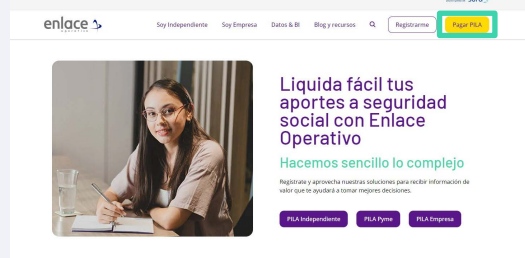 enlace
operativo
Soy Independiente
Soy Empresa
Datos & BI
Blog y recursos
Registrarme
Pagar PILA
Liquida fácil tus
aportes a seguridad
social con Enlace
Operativo
Hacemos sencillo lo complejo
Regístrate y aprovecha nuestras soluciones para recibir información de
valor que te ayudará a tomar mejores decisiones.
PILA Independiente
PILA Pyme
PILA Empresa